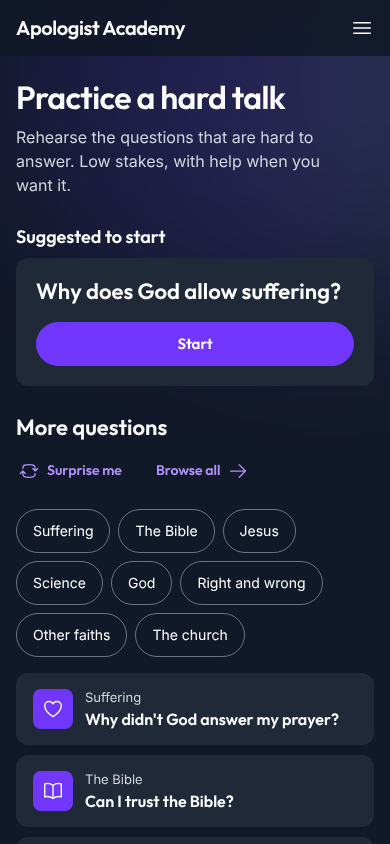 Apologist Academy
Practice a hard talk
Rehearse the questions that are hard to
answer. Low stakes, with help when you
want it.
Suggested to start
Why does God allow suffering?
Start
More questions
Surprise me
Browse all
Suffering
The Bible
Jesus
Science
God
Right and wrong
Other faiths
The church
Suffering
Why didn't God answer my prayer?
The Bible
Can I trust the Bible?